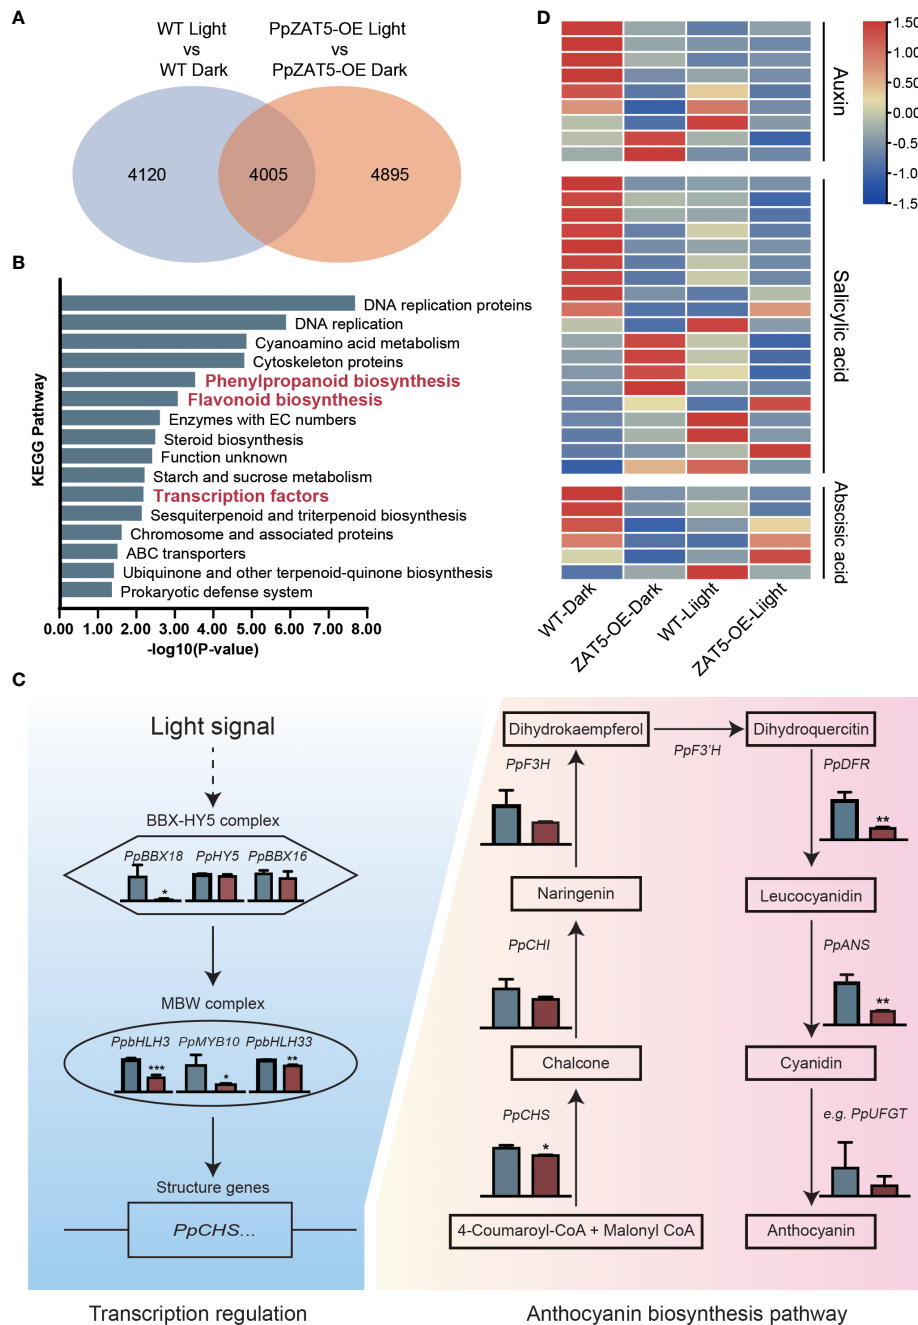 A
WT Light
vs
WT Dark
PpZAT5-OE Light
vs
PpZAT5-OE Dark
4120
4005
4895
B
KEGG Pathway
DNA replication proteins
DNA replication
Cyanoamino acid metabolism
Cytoskeleton proteins
Phenylpropanoid biosynthesis
Flavonoid biosynthesis
Enzymes with EC numbers
Steroid biosynthesis
Function unknown
Starch and sucrose metabolism
Transcription factors
Sesquiterpenoid and triterpenoid biosynthesis
Chromosome and associated proteins
ABC transporters
Ubiquinone and other terpenoid-quinone biosynthesis
Prokaryotic defense system
0.00 1.00 2.00 3.00 4.00 5.00 6.00 7.00 8.00
-log10(P-value)
D
Auxin
Salicylic acid
Abscisic acid
1.50
1.00
0.50
0.00
-0.5
-1.0
-1.5
WT-Dark
ZAT5-OE-Dark
WT-Liight
ZAT5-OE-Liight
C
Light signal
BBX-HY5 complex
PpBBX18 PpHY5 PpBBX16
*
MBW complex
PpbHLH3 PpMYB10 PpbHLH33
*** * **
Structure genes
PpCHS...
Transcription regulation
Dihydrokaempferol
PpF3'H
Dihydroquercitin
PpF3H
PpDFR
**
Naringenin
Leucocyanidin
PpCHI
PpANS
**
Chalcone
Cyanidin
PpCHS
*
e.g. PpUFGT
4-Coumaroyl-CoA + Malonyl CoA
Anthocyanin
Anthocyanin biosynthesis pathway